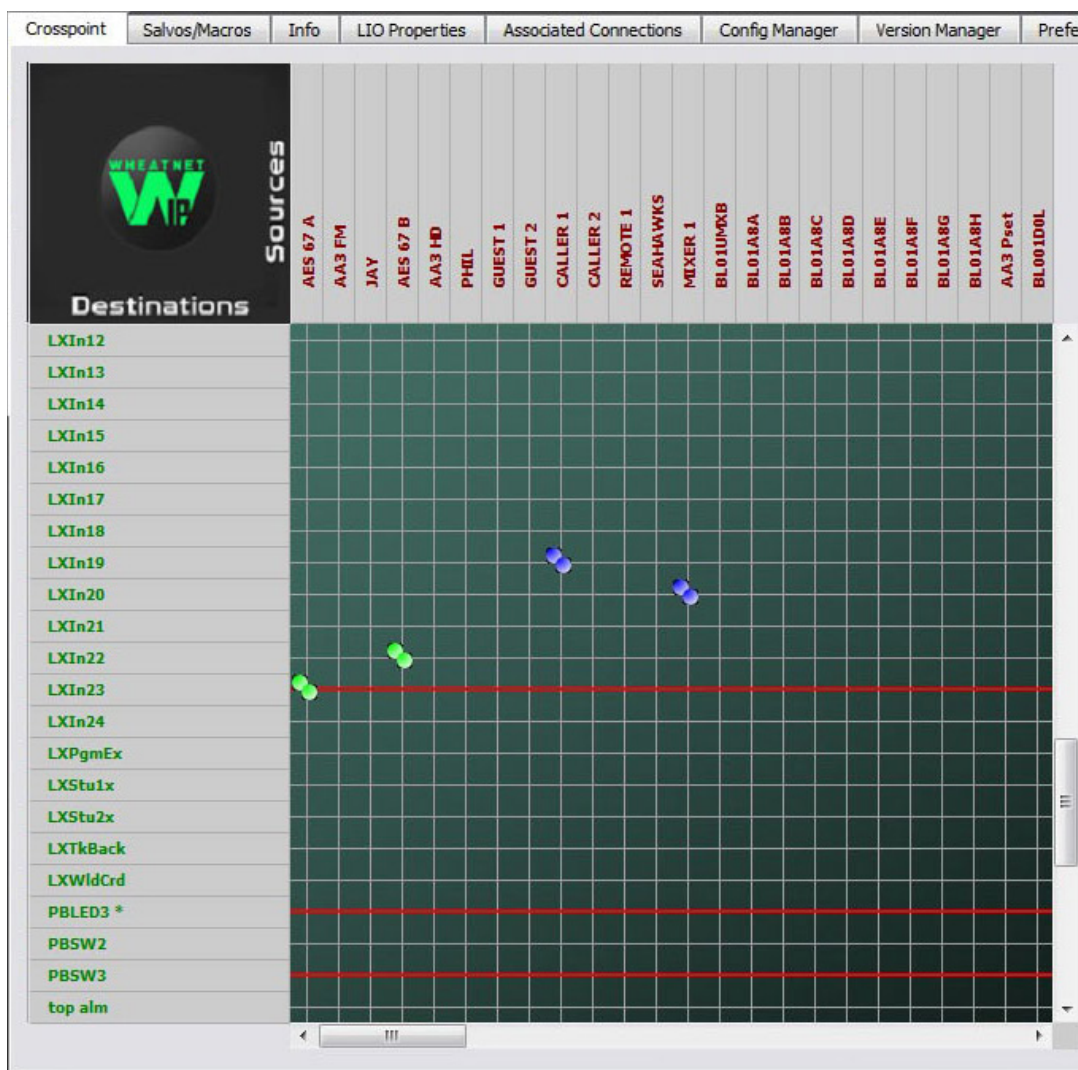 Crosspoint Salvos/Macros Info LIO Properties Associated Connections Config Manager Version Manager Prefe
WHEATNET
IP
Sources
Destinations
AES 67 A
AA3 FM
JAY
AES 67 B
AA3 HD
PHIL
GUEST 1
GUEST 2
CALLER 1
CALLER 2
REMOTE 1
SEAHAWKS
MIXER 1
BL01UMXB
BL01A8A
BL01A8B
BL01A8C
BL01A8D
BL01A8E
BL01A8F
BL01A8G
BL01A8H
AA3 Pset
BL001D0L
LXIn12
LXIn13
LXIn14
LXIn15
LXIn16
LXIn17
LXIn18
LXIn19
LXIn20
LXIn21
LXIn22
LXIn23
LXIn24
LXPgmEx
LXStu1x
LXStu2x
LXTkBack
LXWldCrd
PBLED3 *
PBSW2
PBSW3
top alm